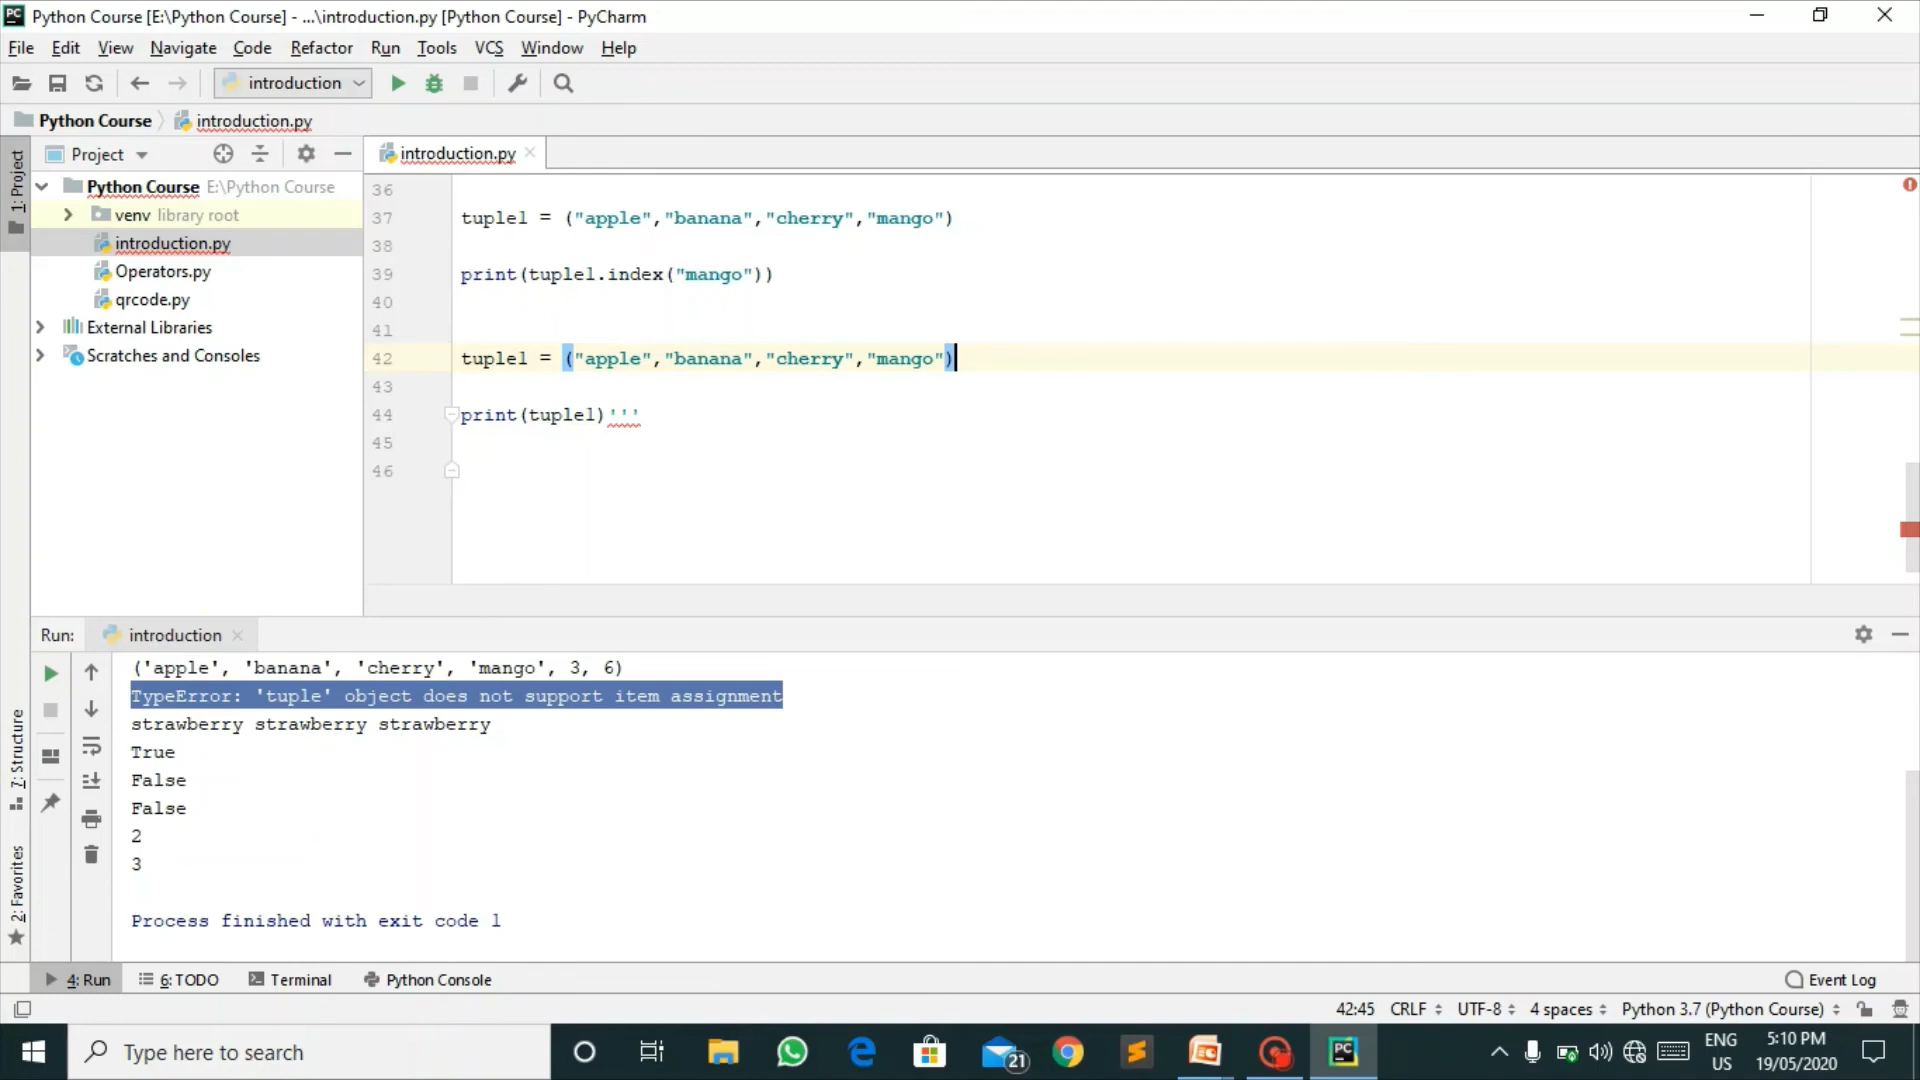 PC Python Course [E:\Python Course] - ...\introduction.py [Python Course] - PyCharm
File Edit View Navigate Code Refactor Run Tools VCS Window Help
introduction
Python Course introduction.py
1: Project
Project
introduction.py
Python Course E:\Python Course
venv library root
introduction.py
Operators.py
qrcode.py
External Libraries
Scratches and Consoles
36
37 tuple1 = ("apple","banana","cherry","mango")
38
39 print(tuple1.index("mango"))
40
41
42 tuple1 = ("apple","banana","cherry","mango")
43
44 print(tuple1)'''
45
46
Run: introduction
('apple', 'banana', 'cherry', 'mango', 3, 6)
TypeError: 'tuple' object does not support item assignment
strawberry strawberry strawberry
True
False
False
2
3
Process finished with exit code 1
7: Structure
2: Favorites
4: Run 6: TODO Terminal Python Console Event Log
42:45 CRLF UTF-8 4 spaces Python 3.7 (Python Course)
Type here to search
21
PC
ENG
US
5:10 PM
19/05/2020